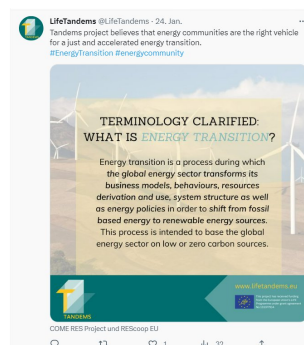 LifeTandems @LifeTandems · 24. Jan.
Tandems project believes that energy communities are the right vehicle
for a just and accelerated energy transition.
#EnergyTransition #energycommunity
TERMINOLOGY CLARIFIED:
WHAT IS ENERGY TRANSITION?
Energy transition is a process during which
the global energy sector transforms its
business models, behaviours, resources
derivation and use, system structure as well
as energy policies in order to shift from fossil
based energy to renewable energy sources.
This process is intended to base the global
energy sector on low or zero carbon sources.
www.lifetandems.eu
TANDEMS
COME RES Project und REScoop EU